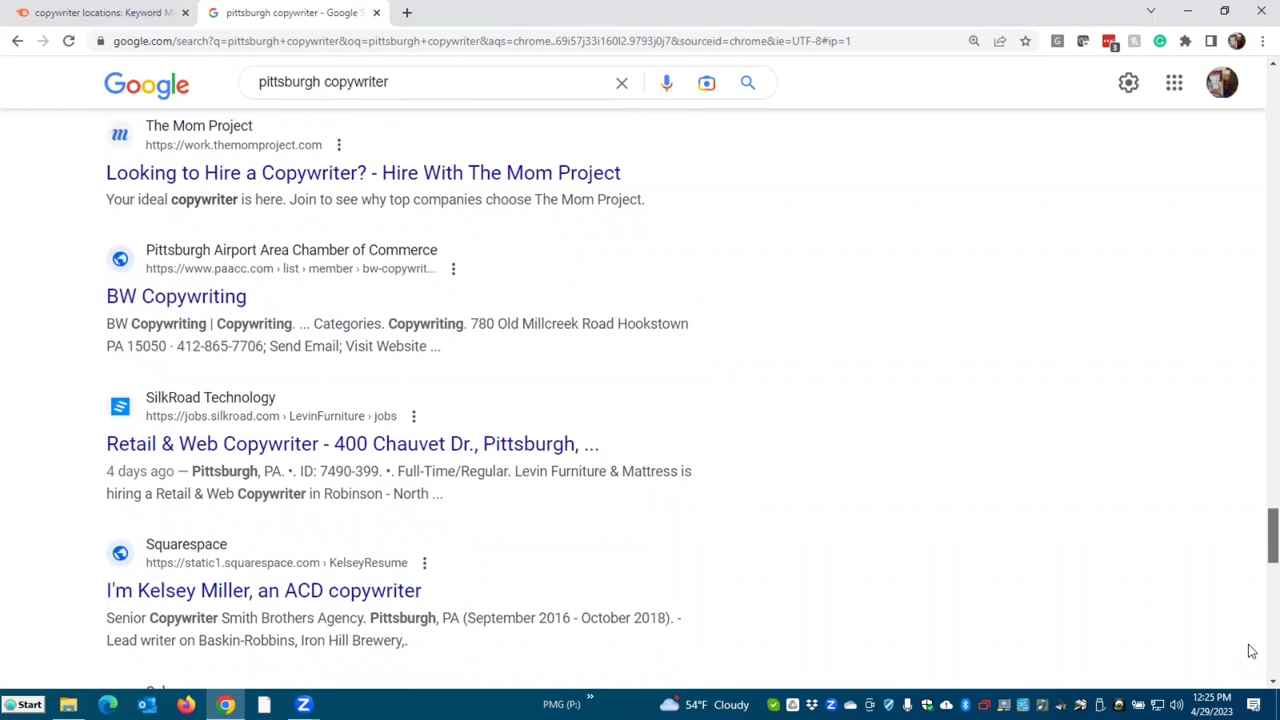 copywriter locations: Keyword M
pittsburgh copywriter - Google S
google.com/search?q=pittsburgh+copywriter&oq=pittsburgh+copywriter&aqs=chrome..69i57j33i160l2.9793j0j7&sourceid=chrome&ie=UTF-8#ip=1
3
Google
pittsburgh copywriter
The Mom Project
https://work.themomproject.com
Looking to Hire a Copywriter? - Hire With The Mom Project
Your ideal copywriter is here. Join to see why top companies choose The Mom Project.
Pittsburgh Airport Area Chamber of Commerce
https://www.paacc.com › list › member › bw-copywrit...
BW Copywriting
BW Copywriting | Copywriting. ... Categories. Copywriting. 780 Old Millcreek Road Hookstown
PA 15050 · 412-865-7706; Send Email; Visit Website ...
SilkRoad Technology
https://jobs.silkroad.com › LevinFurniture › jobs
Retail & Web Copywriter - 400 Chauvet Dr., Pittsburgh, ...
4 days ago — Pittsburgh, PA. •. ID: 7490-399. •. Full-Time/Regular. Levin Furniture & Mattress is
hiring a Retail & Web Copywriter in Robinson - North ...
Squarespace
https://static1.squarespace.com › KelseyResume
I'm Kelsey Miller, an ACD copywriter
Senior Copywriter Smith Brothers Agency. Pittsburgh, PA (September 2016 - October 2018). -
Lead writer on Baskin-Robbins, Iron Hill Brewery,.
Start
PMG (P:)
»
54°F Cloudy
12:25 PM
4/29/2023